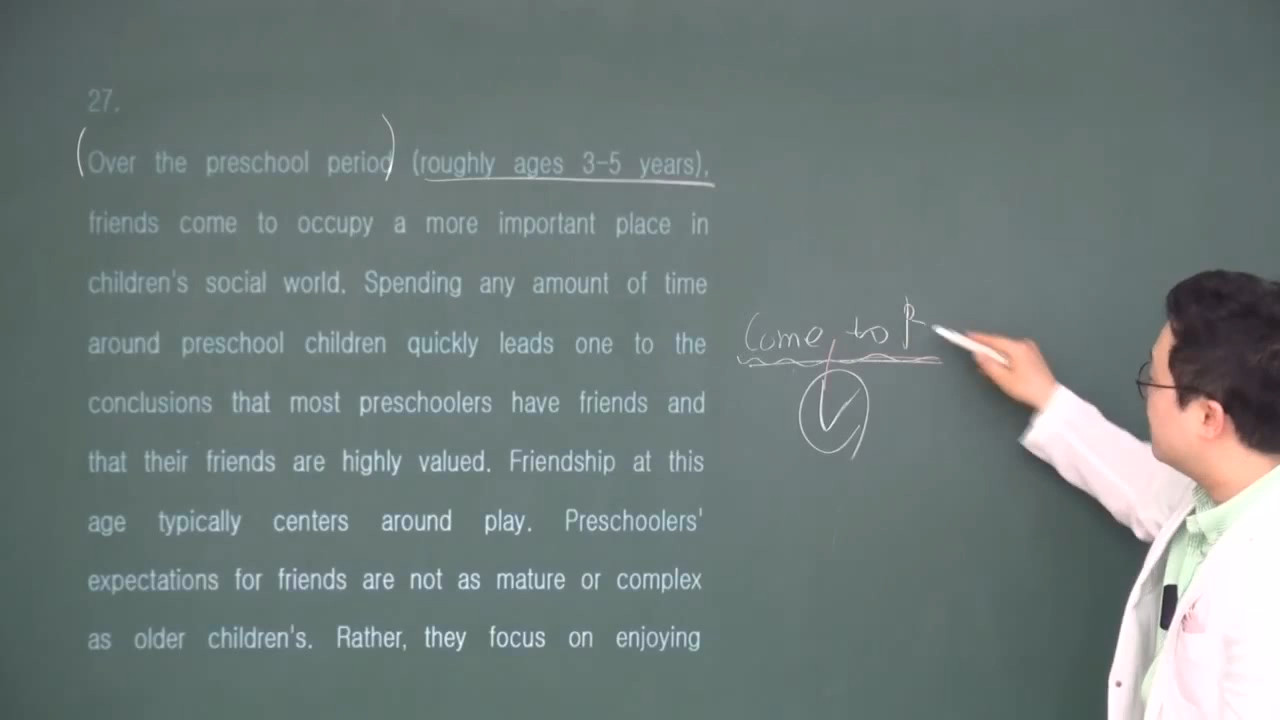 27.
Over the preschool period (roughly ages 3-5 years),
friends come to occupy a more important place in
children's social world. Spending any amount of time
around preschool children quickly leads one to the
conclusions that most preschoolers have friends and
that their friends are highly valued. Friendship at this
age typically centers around play. Preschoolers'
expectations for friends are not as mature or complex
as older children's. Rather, they focus on enjoying
Come to R